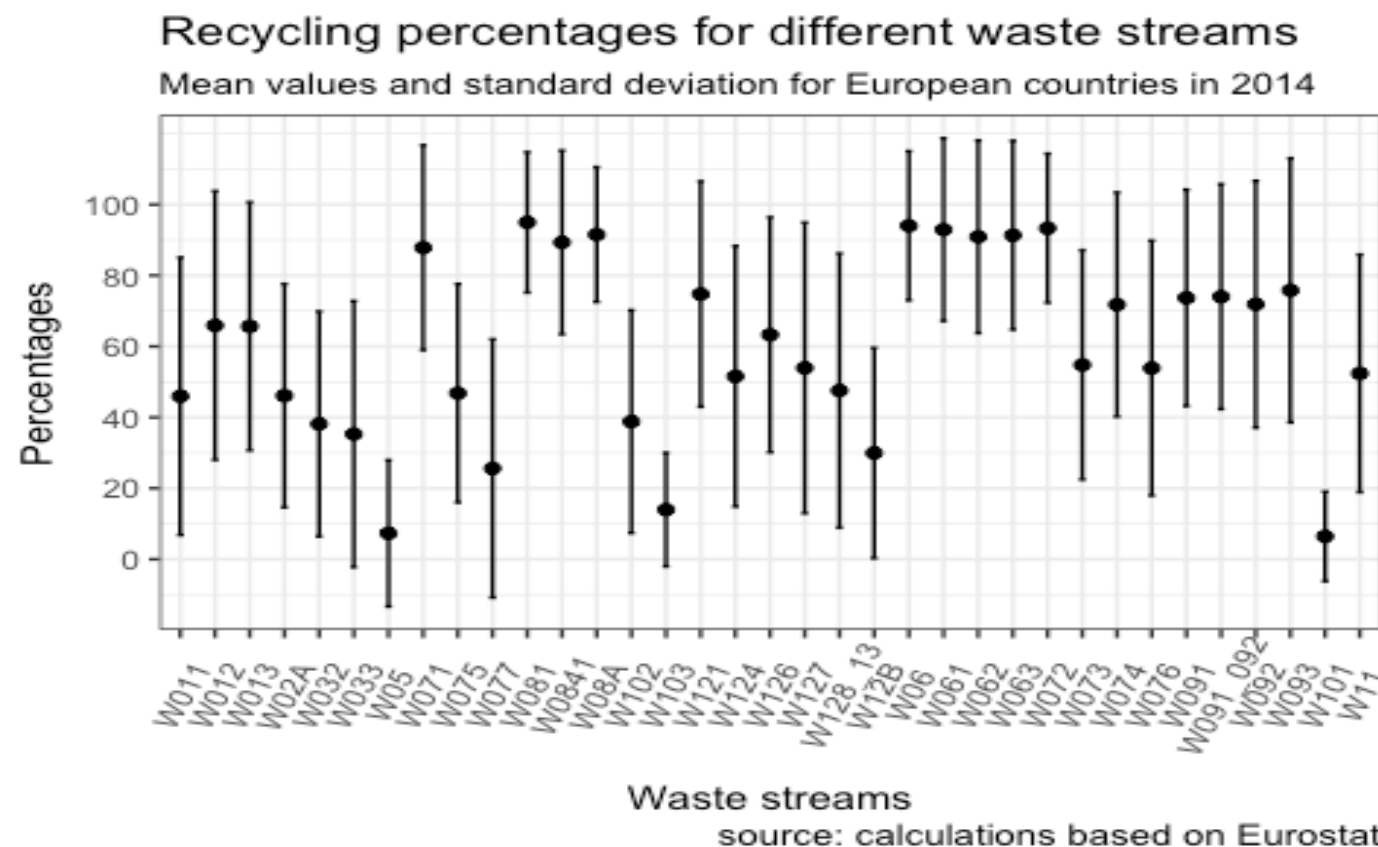 Recycling percentages for different waste streams
Mean values and standard deviation for European countries in 2014
Percentages
100
80
60
40
20
0
W011
W012
W013
W02A
W032
W033
W05
W071
W075
W077
W081
W0841
W08A
W102
W103
W121
W124
W126
W127
W128_13
W12B
W06
W061
W062
W063
W072
W073
W074
W076
W091
W091_092
W092
W093
W101
W11
Waste streams
source: calculations based on Eurostat